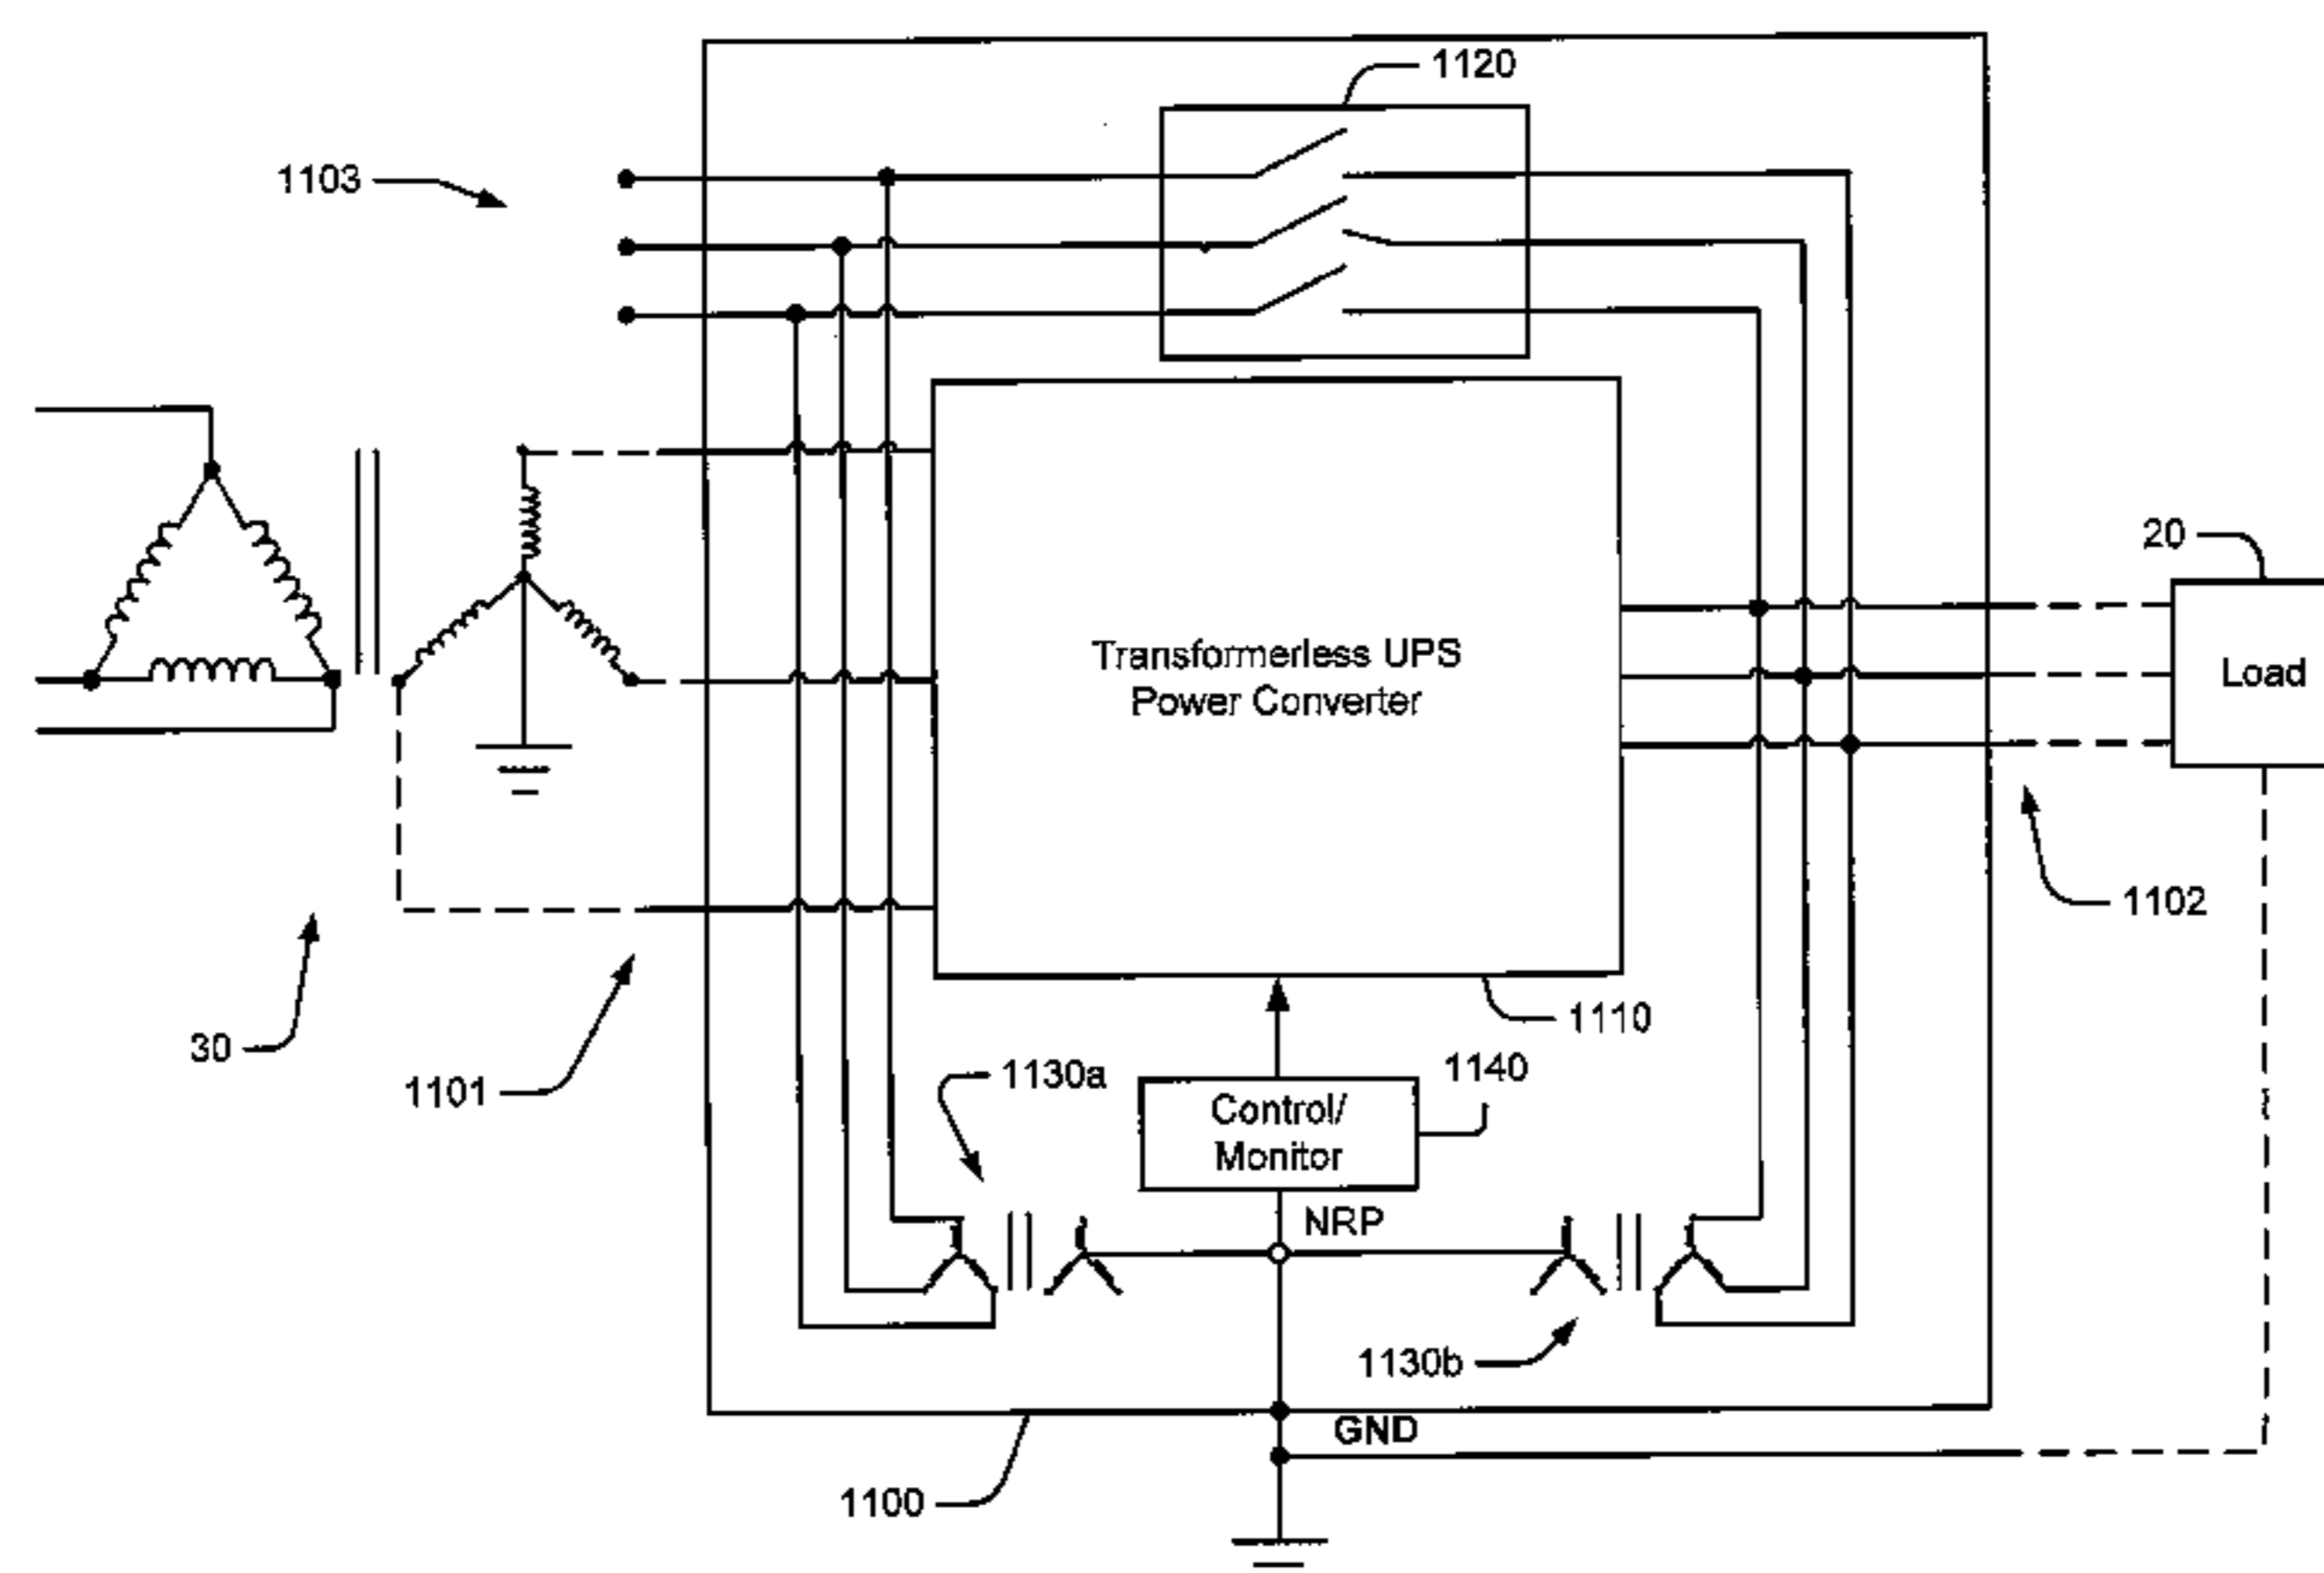 1120
1103
20
Transformerless UPS
Power Converter
Load
1102
1110
30
1130a
1140
1101
Control/
Monitor
NRP
1130b
GND
1100